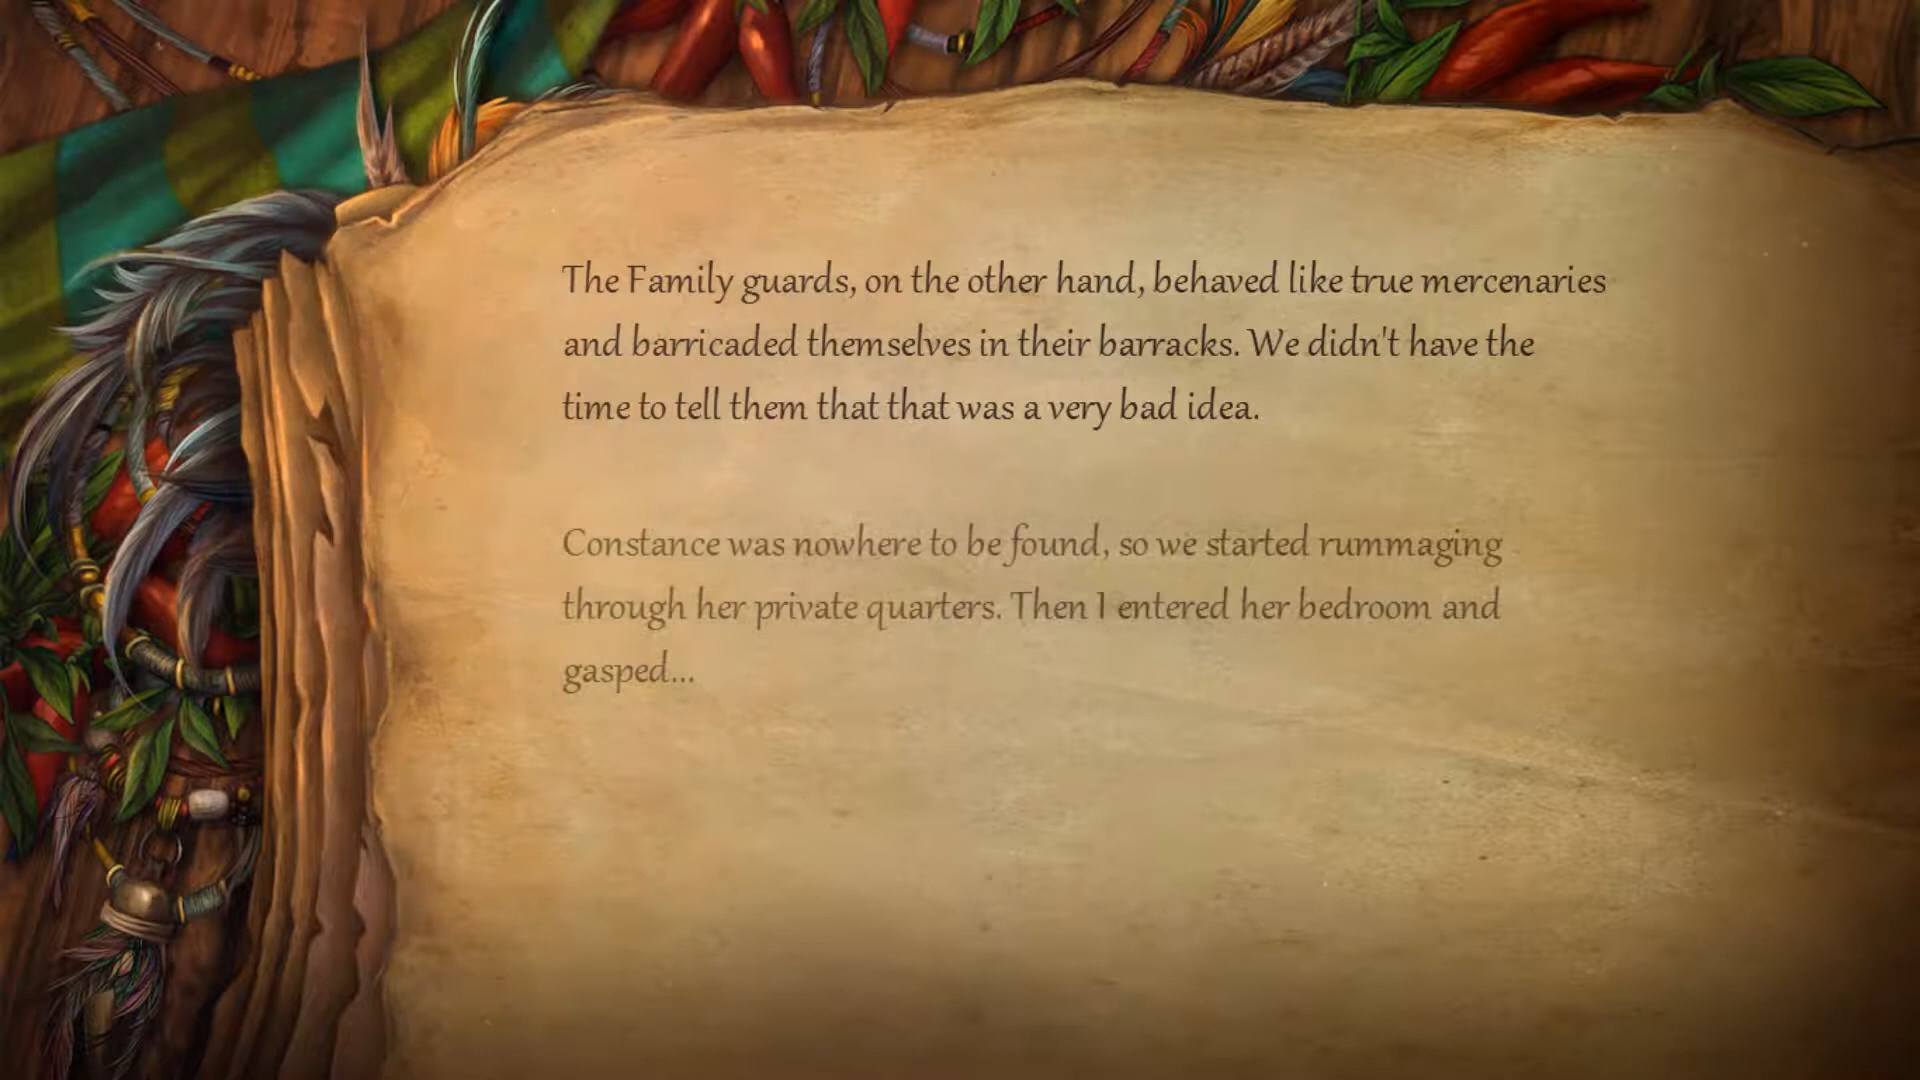 The Family guards, on the other hand, behaved like true mercenaries
and barricaded themselves in their barracks. We didn't have the
time to tell them that that was a very bad idea.
Constance was nowhere to be found, so we started rummaging
through her private quarters. Then I entered her bedroom and
gasped...